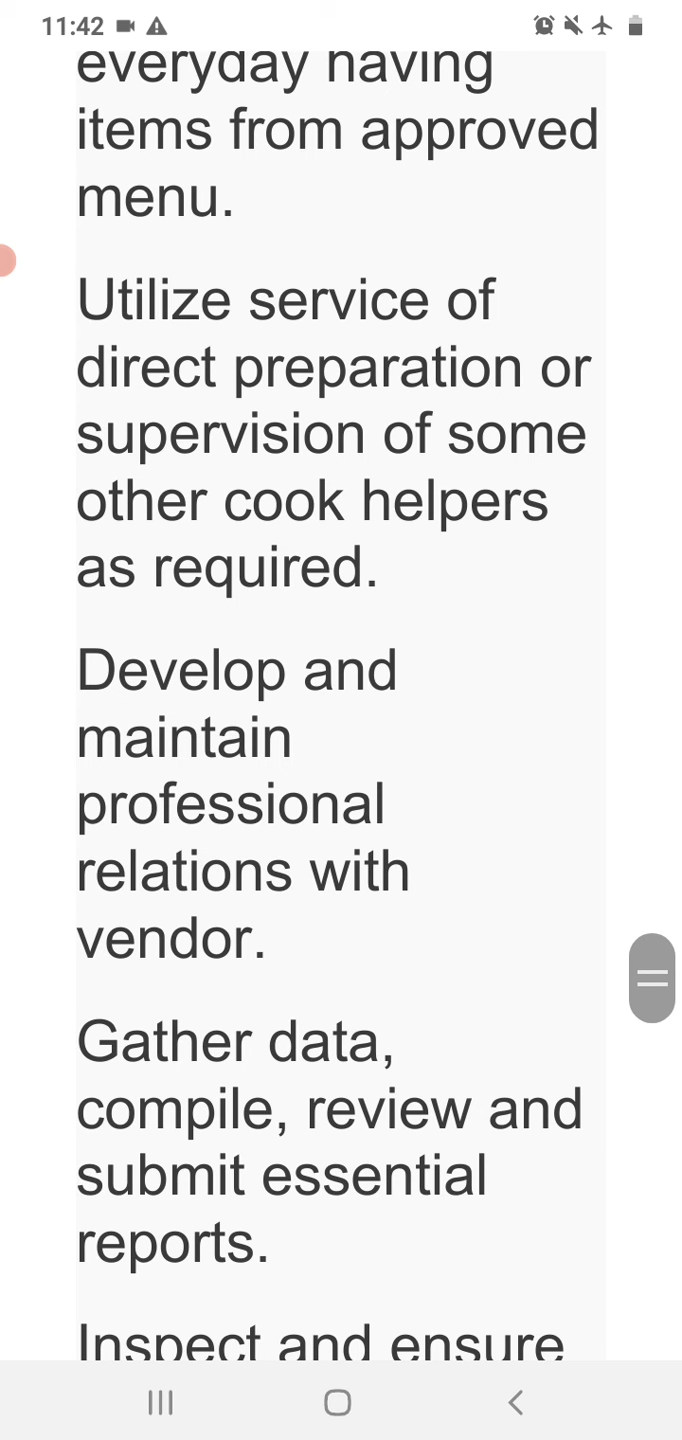 11:42
everyday having
items from approved
menu.
Utilize service of
direct preparation or
supervision of some
other cook helpers
as required.
Develop and
maintain
professional
relations with
vendor.
Gather data,
compile, review and
submit essential
reports.
Inspect and ensure